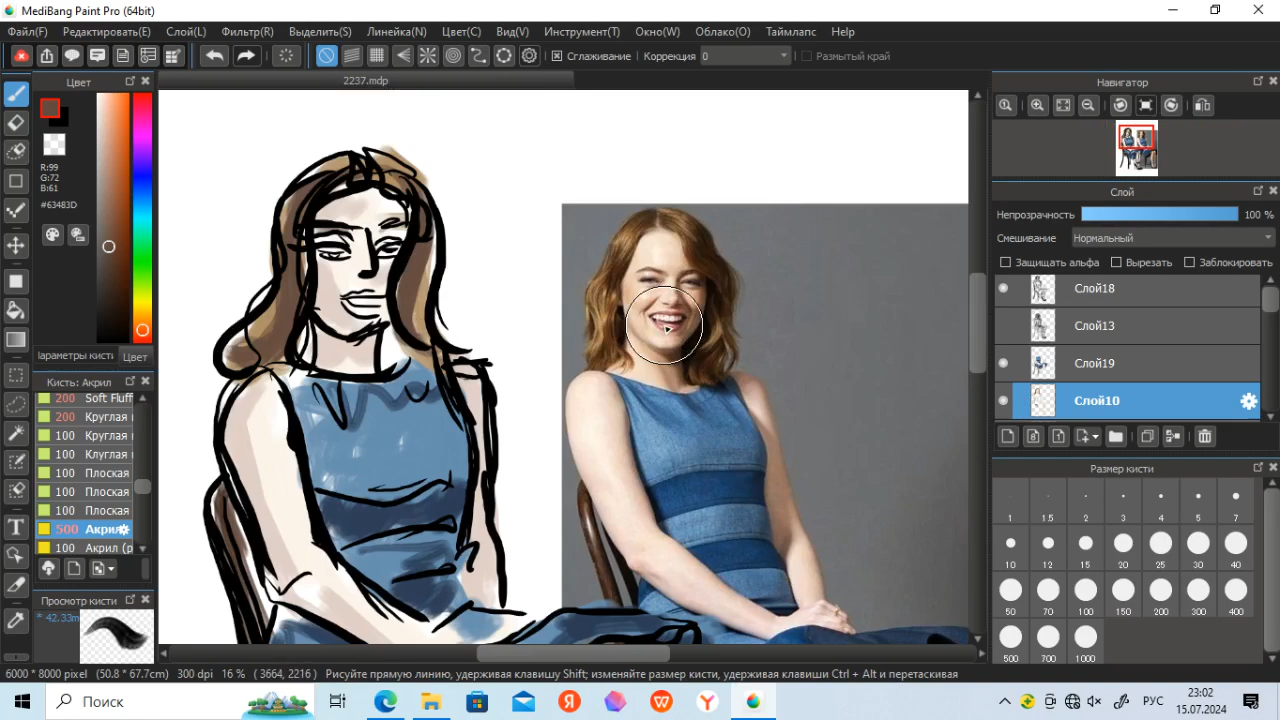 MediBang Paint Pro (64bit)
Файл(F) Редактировать(E) Слой(L) Фильтр(R) Выделить(S) Линейка(N) Цвет(C) Вид(V) Инструмент(T) Окно(W) Облако(O) Таймлапс Help
Сглаживание Коррекция 0 Размытый край
Цвет
2237.mdp
Навигатор
R:99
G:72
B:61
#63483D
Слой
Непрозрачность 100 %
Смешивание Нормальный
Защищать альфа Вырезать Заблокировать
Слой18
Слой13
Слой19
Слой10
Іараметры кисти Цвет
Кисть: Акрил
200 Soft Fluff
200 Круглая
100 Круглая
100 Клуглая
100 Плоская
100 Плоская
100 Плоская
500 Акрил
100 Акрил (р
Размер кисти
1 1.5 2 3 4 5 7
10 12 15 20 25 30 40
50 70 100 150 200 300 400
500 700 1000
Просмотр кисти
* 42.33m
6000 * 8000 pixel (50.8 * 67.7cm) 300 dpi 16 % ( 3664, 2216 ) Рисуйте прямую линию, удерживая клавишу Shift; изменяйте размер кисти, удерживая клавиши Ctrl + Alt и перетаскивая
Поиск
РУС
23:02
15.07.2024